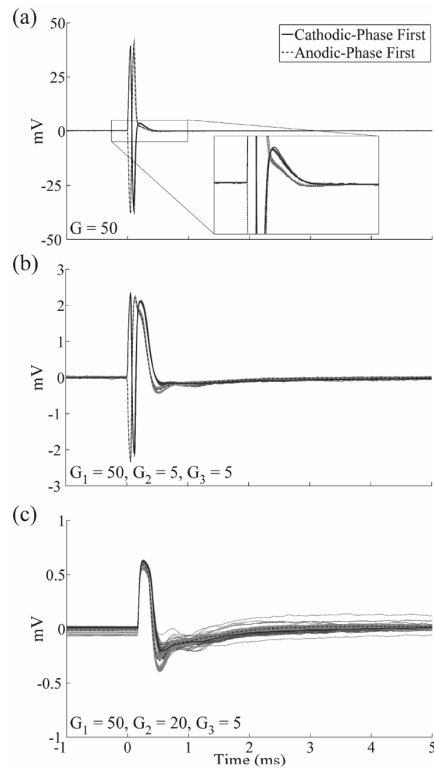 (a)
50
25
0
-25
-50
mV
Cathodic-Phase First
Anodic-Phase First
G = 50
(b)
3
2
1
0
-1
-2
-3
mV
G₁ = 50, G₂ = 5, G₃ = 5
(c)
1
0.5
0
-0.5
-1
mV
G₁ = 50, G₂ = 20, G₃ = 5
-1 0 1 2 3 4 5
Time (ms)